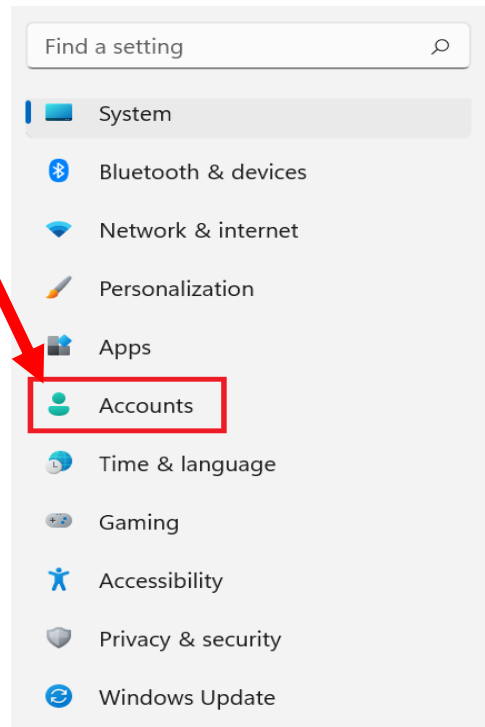 Find a setting
System
Bluetooth & devices
Network & internet
Personalization
Apps
Accounts
Time & language
Gaming
Accessibility
Privacy & security
Windows Update